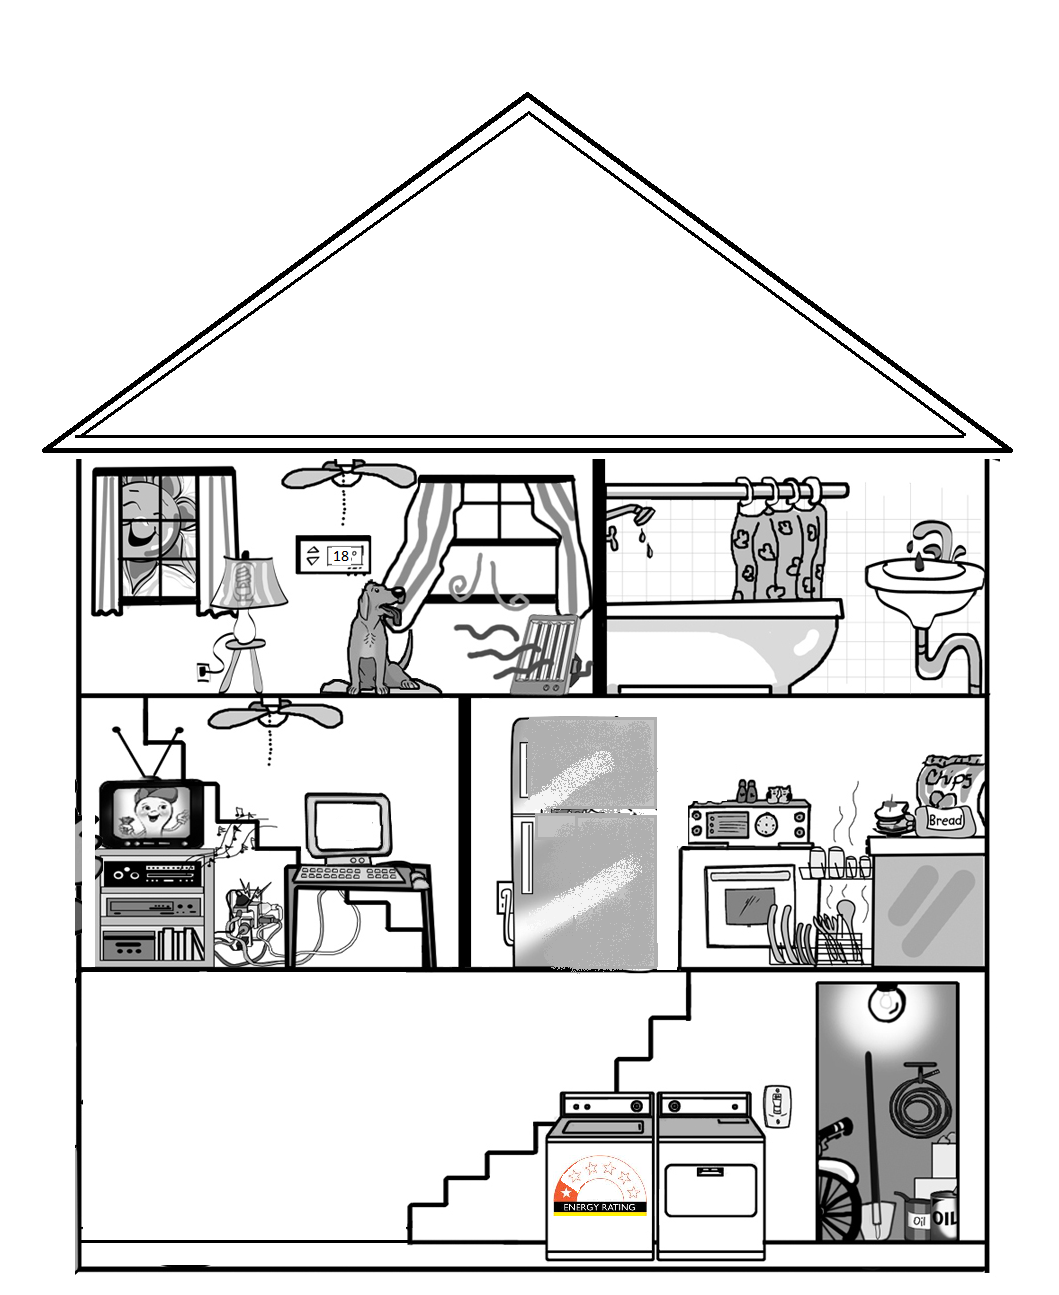 18°
Chips
Bread
ENERGY RATING
Oil
OIL